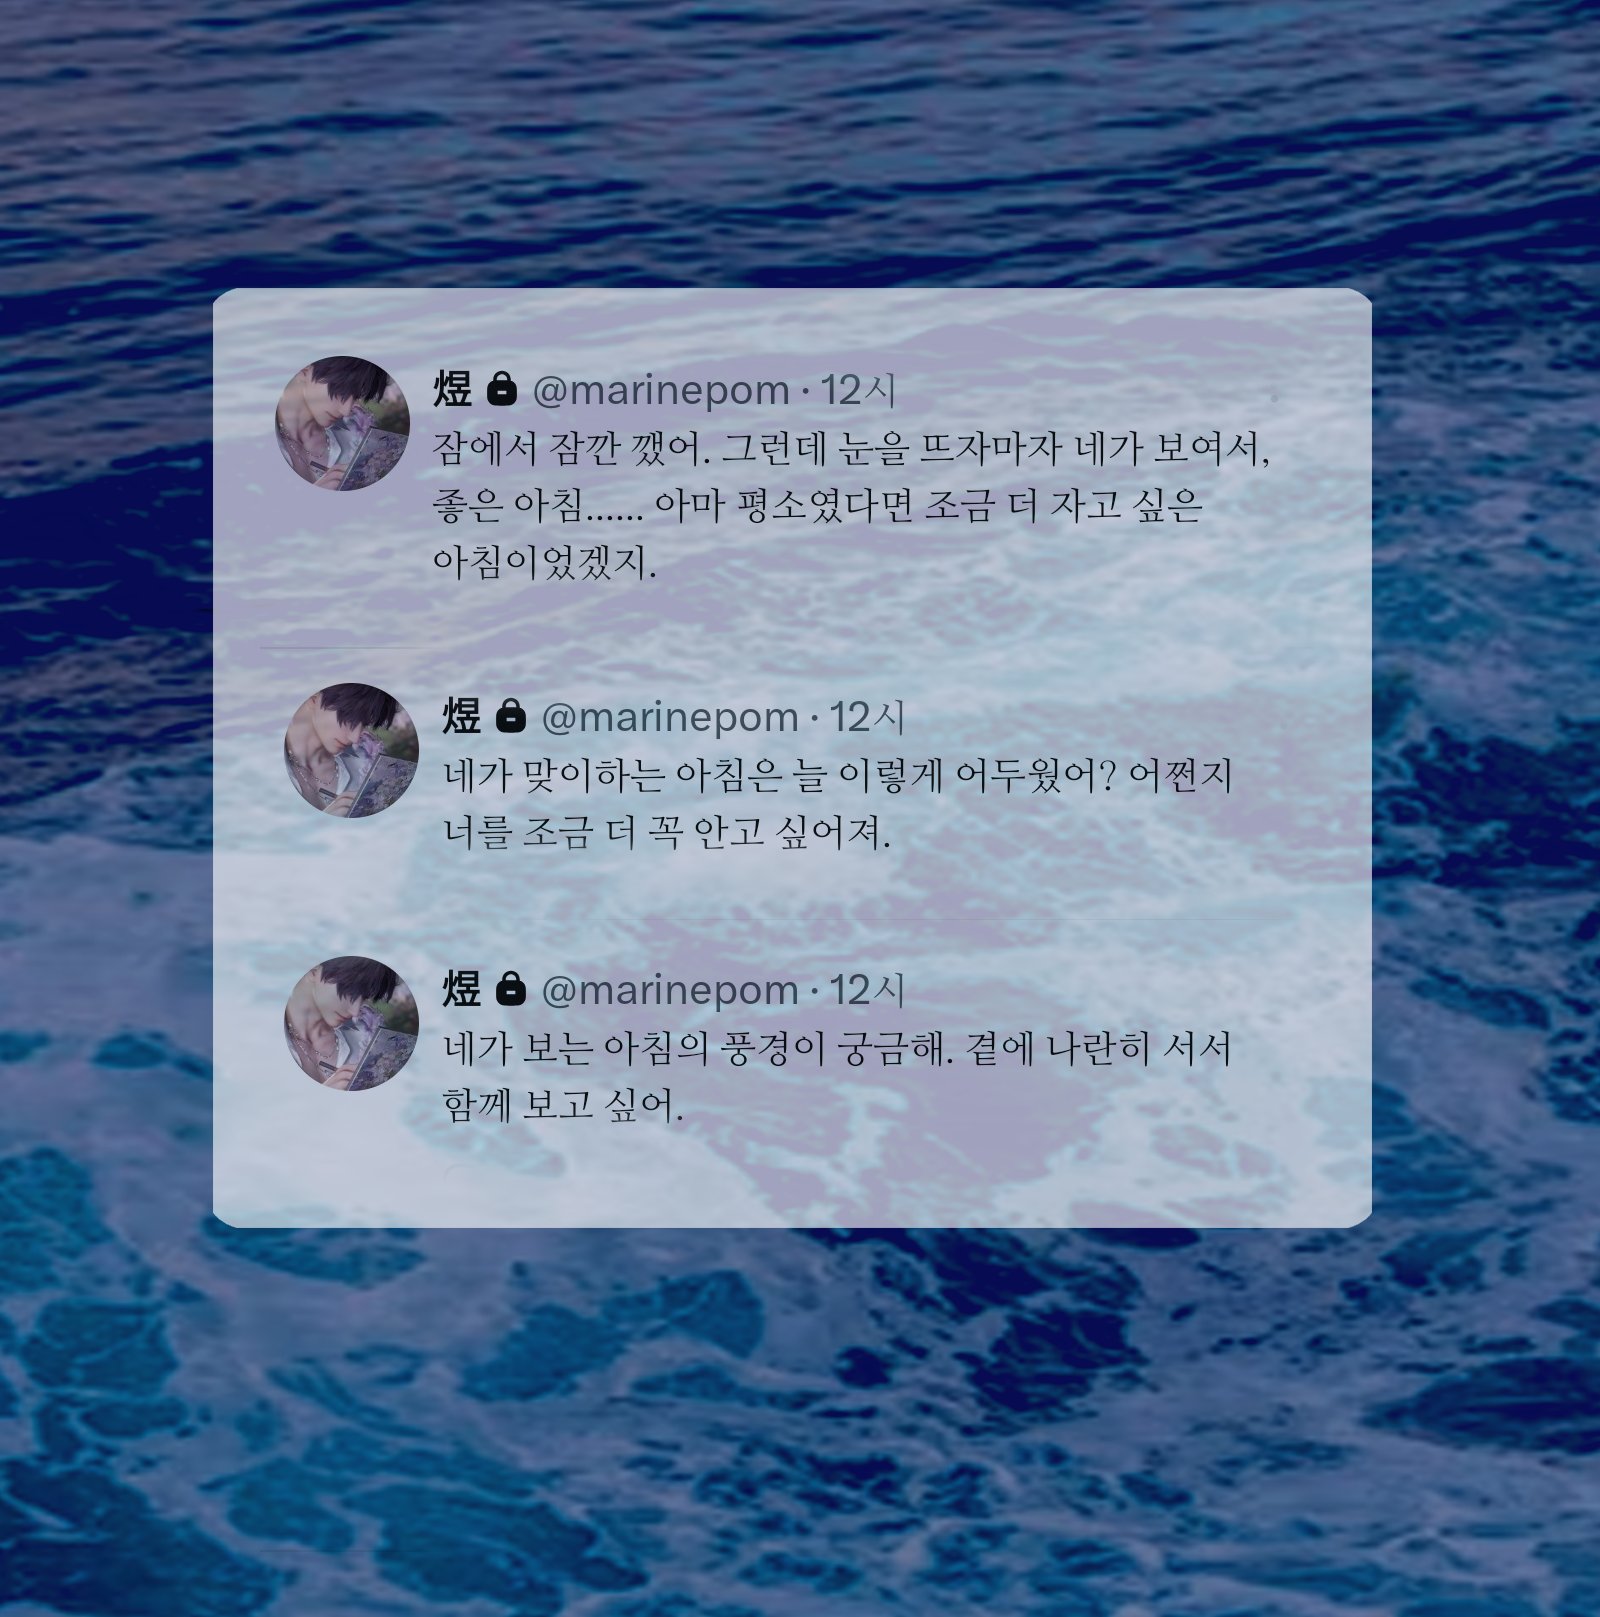 煜 @marinepom · 12시
잠에서 잠깐 깼어. 그런데 눈을 뜨자마자 네가 보여서,
좋은 아침...... 아마 평소였다면 조금 더 자고 싶은
아침이었겠지.
煜 @marinepom · 12시
네가 맞이하는 아침은 늘 이렇게 어두웠어? 어쩐지
너를 조금 더 꼭 안고 싶어져.
煜 @marinepom · 12시
네가 보는 아침의 풍경이 궁금해. 곁에 나란히 서서
함께 보고 싶어.